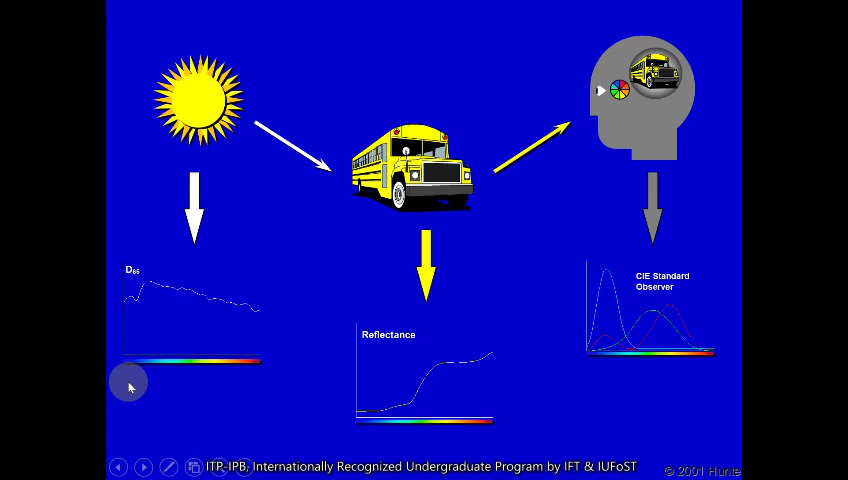 D65
CIE Standard
Observer
Reflectance
ITP-IPB, Internationally Recognized Undergraduate Program by IFT & IUFoST
© 2001 Hunte